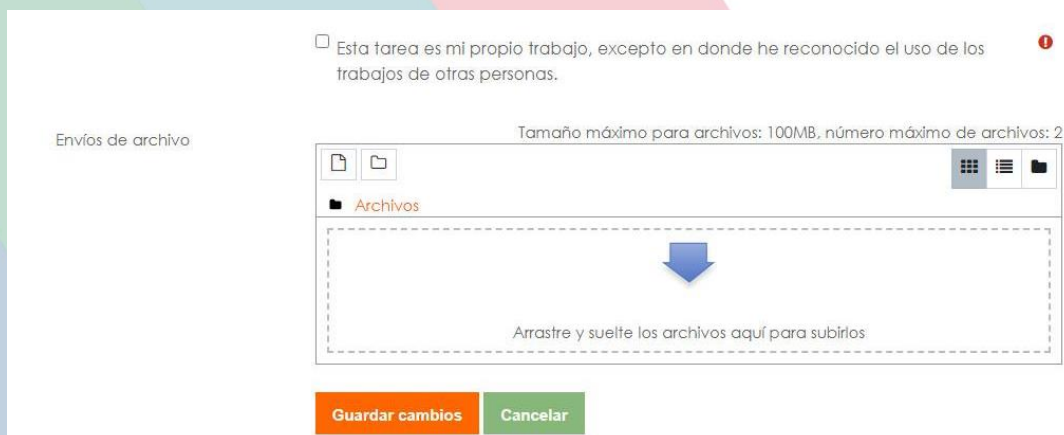 Esta tarea es mi propio trabajo, excepto en donde he reconocido el uso de los
trabajos de otras personas.
Envíos de archivo
Tamaño máximo para archivos: 100MB, número máximo de archivos: 2
Archivos
Arrastre y suelte los archivos aquí para subirlos
Guardar cambios
Cancelar